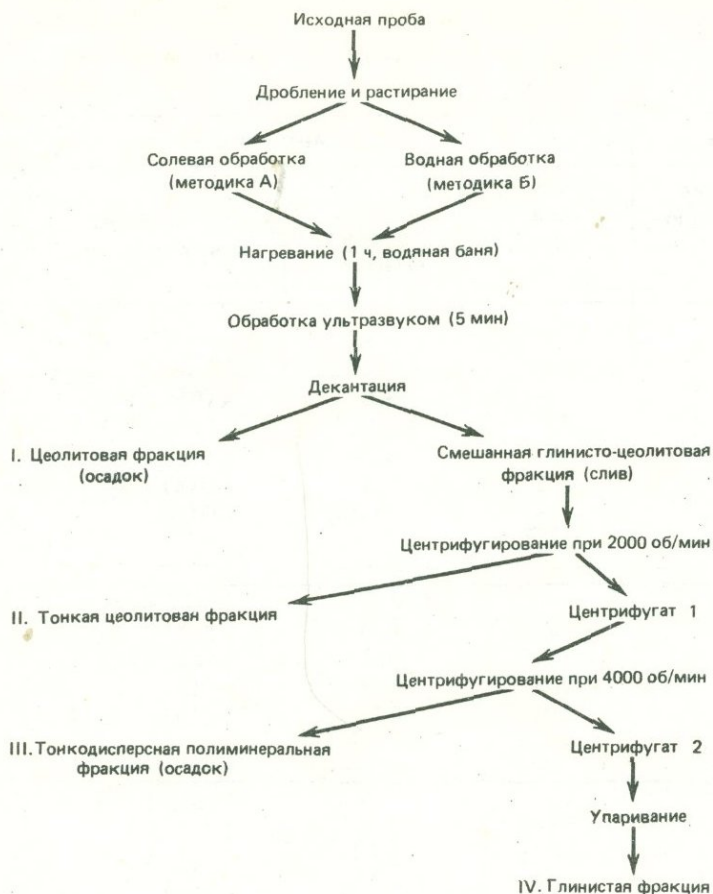 Исходная проба
Дробление и растирание
Солевая обработка
(методика А)
Водная обработка
(методика Б)
Нагревание (1 ч, водяная баня)
Обработка ультразвуком (5 мин)
Декантация
I. Цеолитовая фракция
(осадок)
Смешанная глинисто-цеолитовая
фракция (слив)
Центрифугирование при 2000 об/мин
II. Тонкая цеолитован фракция
Центрифугат 1
Центрифугирование при 4000 об/мин
III. Тонкодисперсная полиминеральная
фракция (осадок)
Центрифугат 2
Упаривание
IV. Глинистая фракция